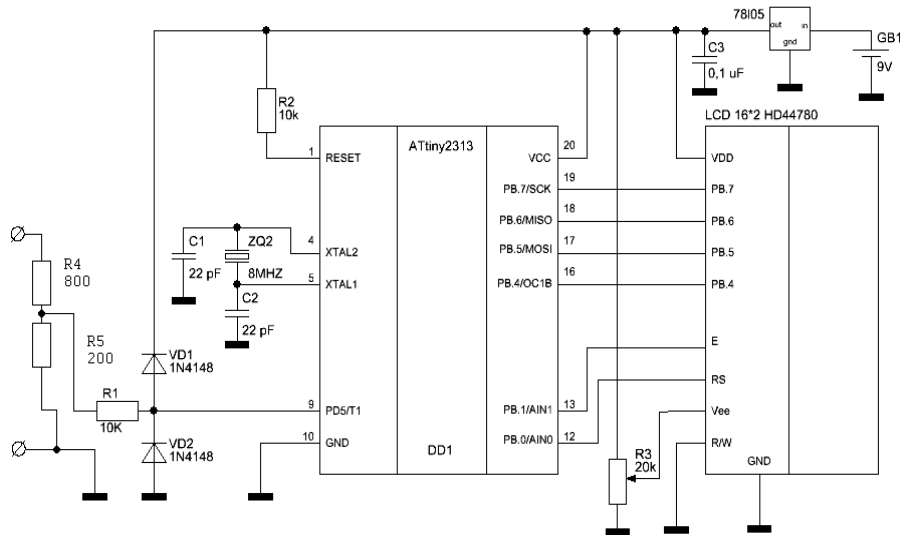 78l05
out
in
gnd
GB1
9V
C3
0,1 uF
R2
10k
LCD 16*2 HD44780
ATtiny2313
1
RESET
VCC
20
VDD
PB.7/SCK
19
PB.7
PB.6/MISO
18
PB.6
PB.5/MOSI
17
PB.5
PB.4/OC1B
16
PB.4
C1
22 pF
ZQ2
8MHZ
4
XTAL2
5
XTAL1
C2
22 pF
R4
800
R5
200
VD1
1N4148
E
RS
R1
10K
9
PD5/T1
PB.1/AIN1
13
Vee
VD2
1N4148
10
GND
DD1
PB.0/AIN0
12
R/W
R3
20k
GND